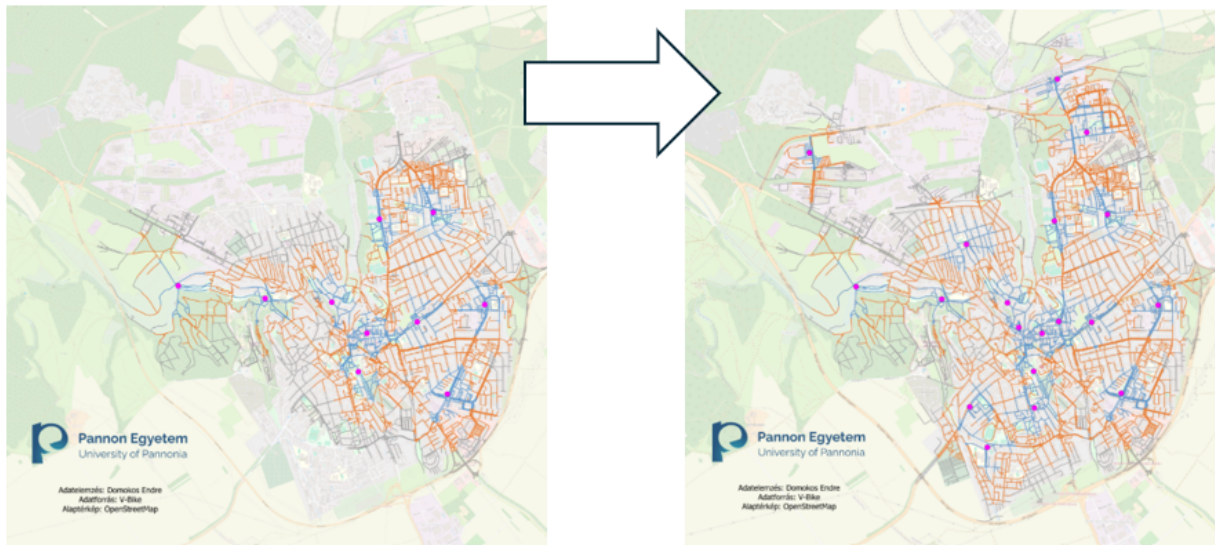 Pannon Egyetem
University of Pannonia
Adatelemzés: Domokos Endre
Adatforrás: V-Bike
Alaptérkép: OpenStreetMap
Pannon Egyetem
University of Pannonia
Adatelemzés: Domokos Endre
Adatforrás: V-Bike
Alaptérkép: OpenStreetMap